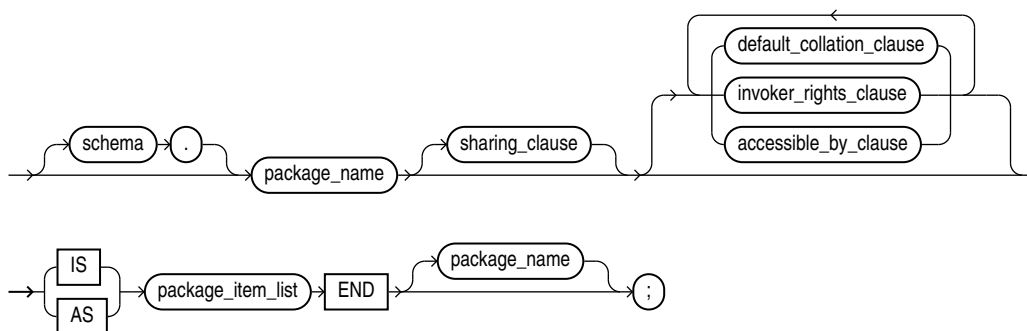 default_collation_clause
invoker_rights_clause
accessible_by_clause
schema . sharing_clause
package_name
IS
AS
package_item_list END package_name ;